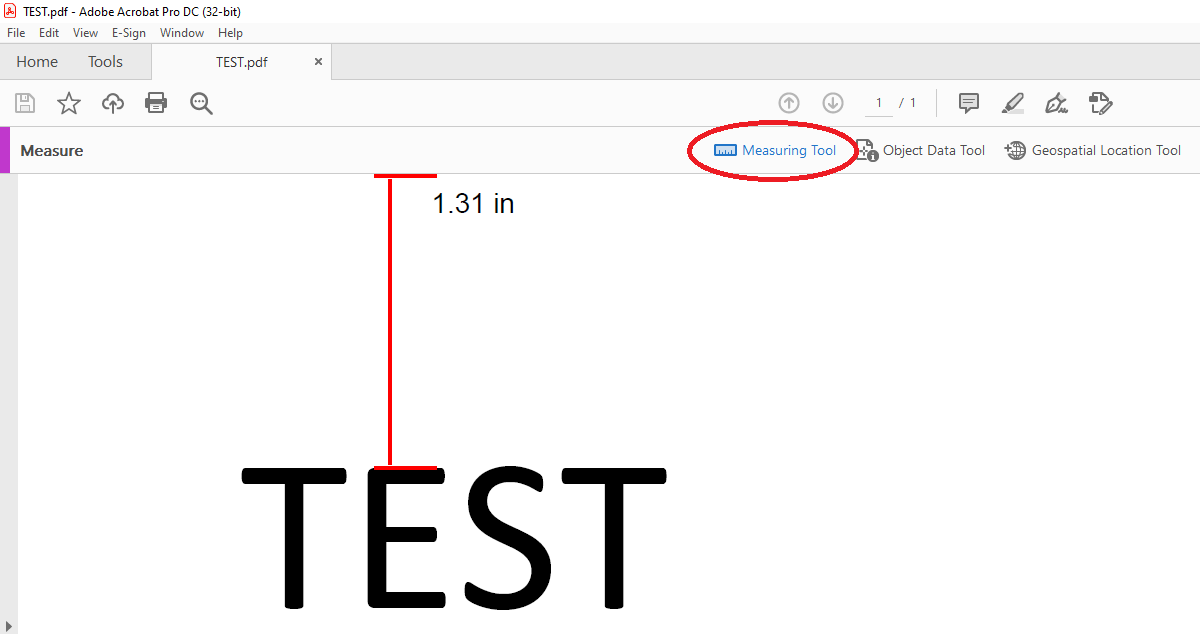 TEST.pdf - Adobe Acrobat Pro DC (32-bit)
File Edit View E-Sign Window Help
Home Tools TEST.pdf ×
1 / 1
Measure Measuring Tool Object Data Tool Geospatial Location Tool
1.31 in
TEST